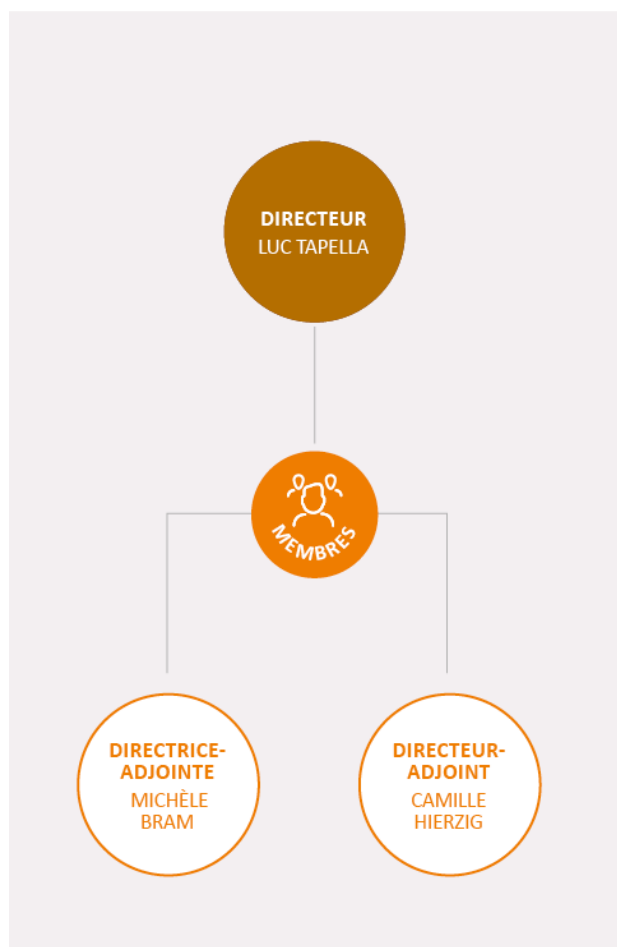 DIRECTEUR
LUC TAPELLA
MEMBRES
DIRECTRICE-
ADJOINTE
MICHÈLE
BRAM
DIRECTEUR-
ADJOINT
CAMILLE
HIERZIG